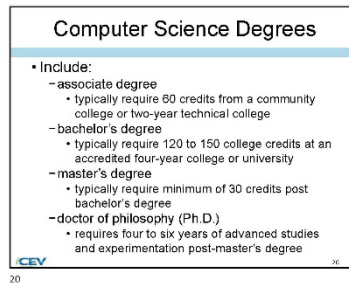 Computer Science Degrees
• Include:
–associate degree
• typically require 60 credits from a community
college or two-year technical college
–bachelor's degree
• typically require 120 to 150 college credits at an
accredited four-year college or university
–master's degree
• typically require minimum of 30 credits post
bachelor's degree
–doctor of philosophy (Ph.D.)
• requires four to six years of advanced studies
and experimentation post-master's degree
iCEV
20
20